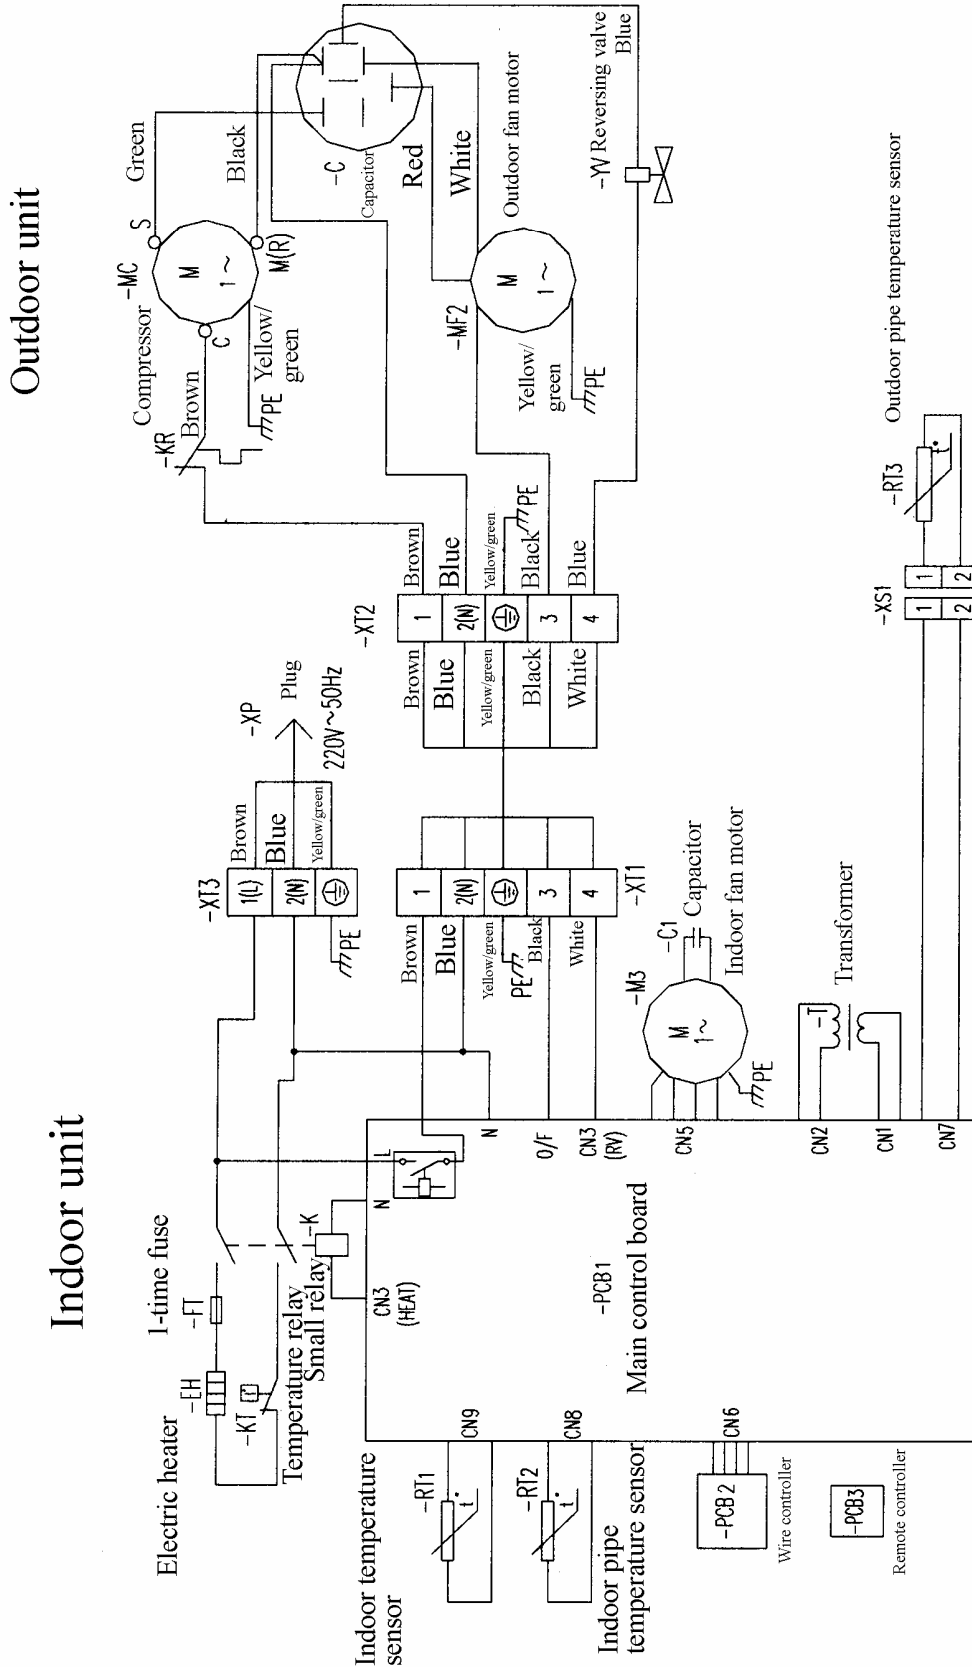 Outdoor unit
Green
Black
S
-MC
M
1~
M(R)
C
Compressor
Brown
-KR
Yellow/
green
PE
-C
Capacitor
Red
White
Outdoor fan motor
-MF2
M
1~
Yellow/
green
PE
-YV Reversing valve
Blue
Outdoor pipe temperature sensor
-RT3
t°
-XS1
1
2
1
2
Brown
Blue
Yellow/green
PE
Black
Blue
-XT2
1
2(N)
3
4
Brown
Blue
Yellow/green
Black
White
-XP
Plug
220V~50Hz
Indoor unit
Brown
Blue
Yellow/green
-XT3
1(L)
2(N)
PE
1
2(N)
3
4
-XT1
Brown
Blue
Yellow/green
PE
Black
White
-C1
Capacitor
-M3
M
1~
Indoor fan motor
PE
-T
Transformer
1-time fuse
-FT
-EH
Electric heater
-KT
Temperature relay
Small relay
-K
L
N
N
O/F
CN3
(RV)
CN5
CN2
CN1
CN7
CN3
(HEAT)
-PCB1
Main control board
CN9
CN8
CN6
Indoor temperature
sensor
-RT1
t°
-RT2
t°
Indoor pipe
temperature sensor
-PCB2
Wire controller
-PCB3
Remote controller